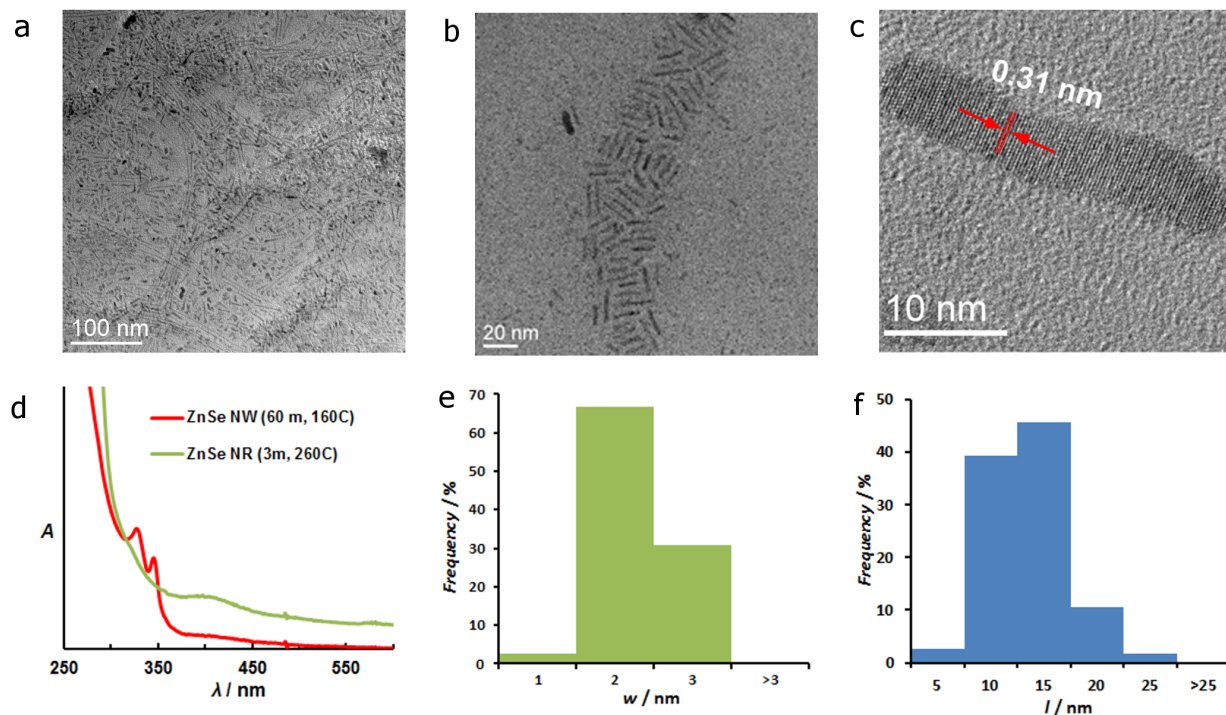 a
b
c
100 nm
20 nm
0.31 nm
10 nm
d
ZnSe NW (60 m, 160C)
ZnSe NR (3m, 260C)
A
250 350 450 550
λ / nm
e
Frequency / %
70
60
50
40
30
20
10
0
1 2 3 >3
w / nm
f
Frequency / %
50
40
30
20
10
0
5 10 15 20 25 >25
l / nm